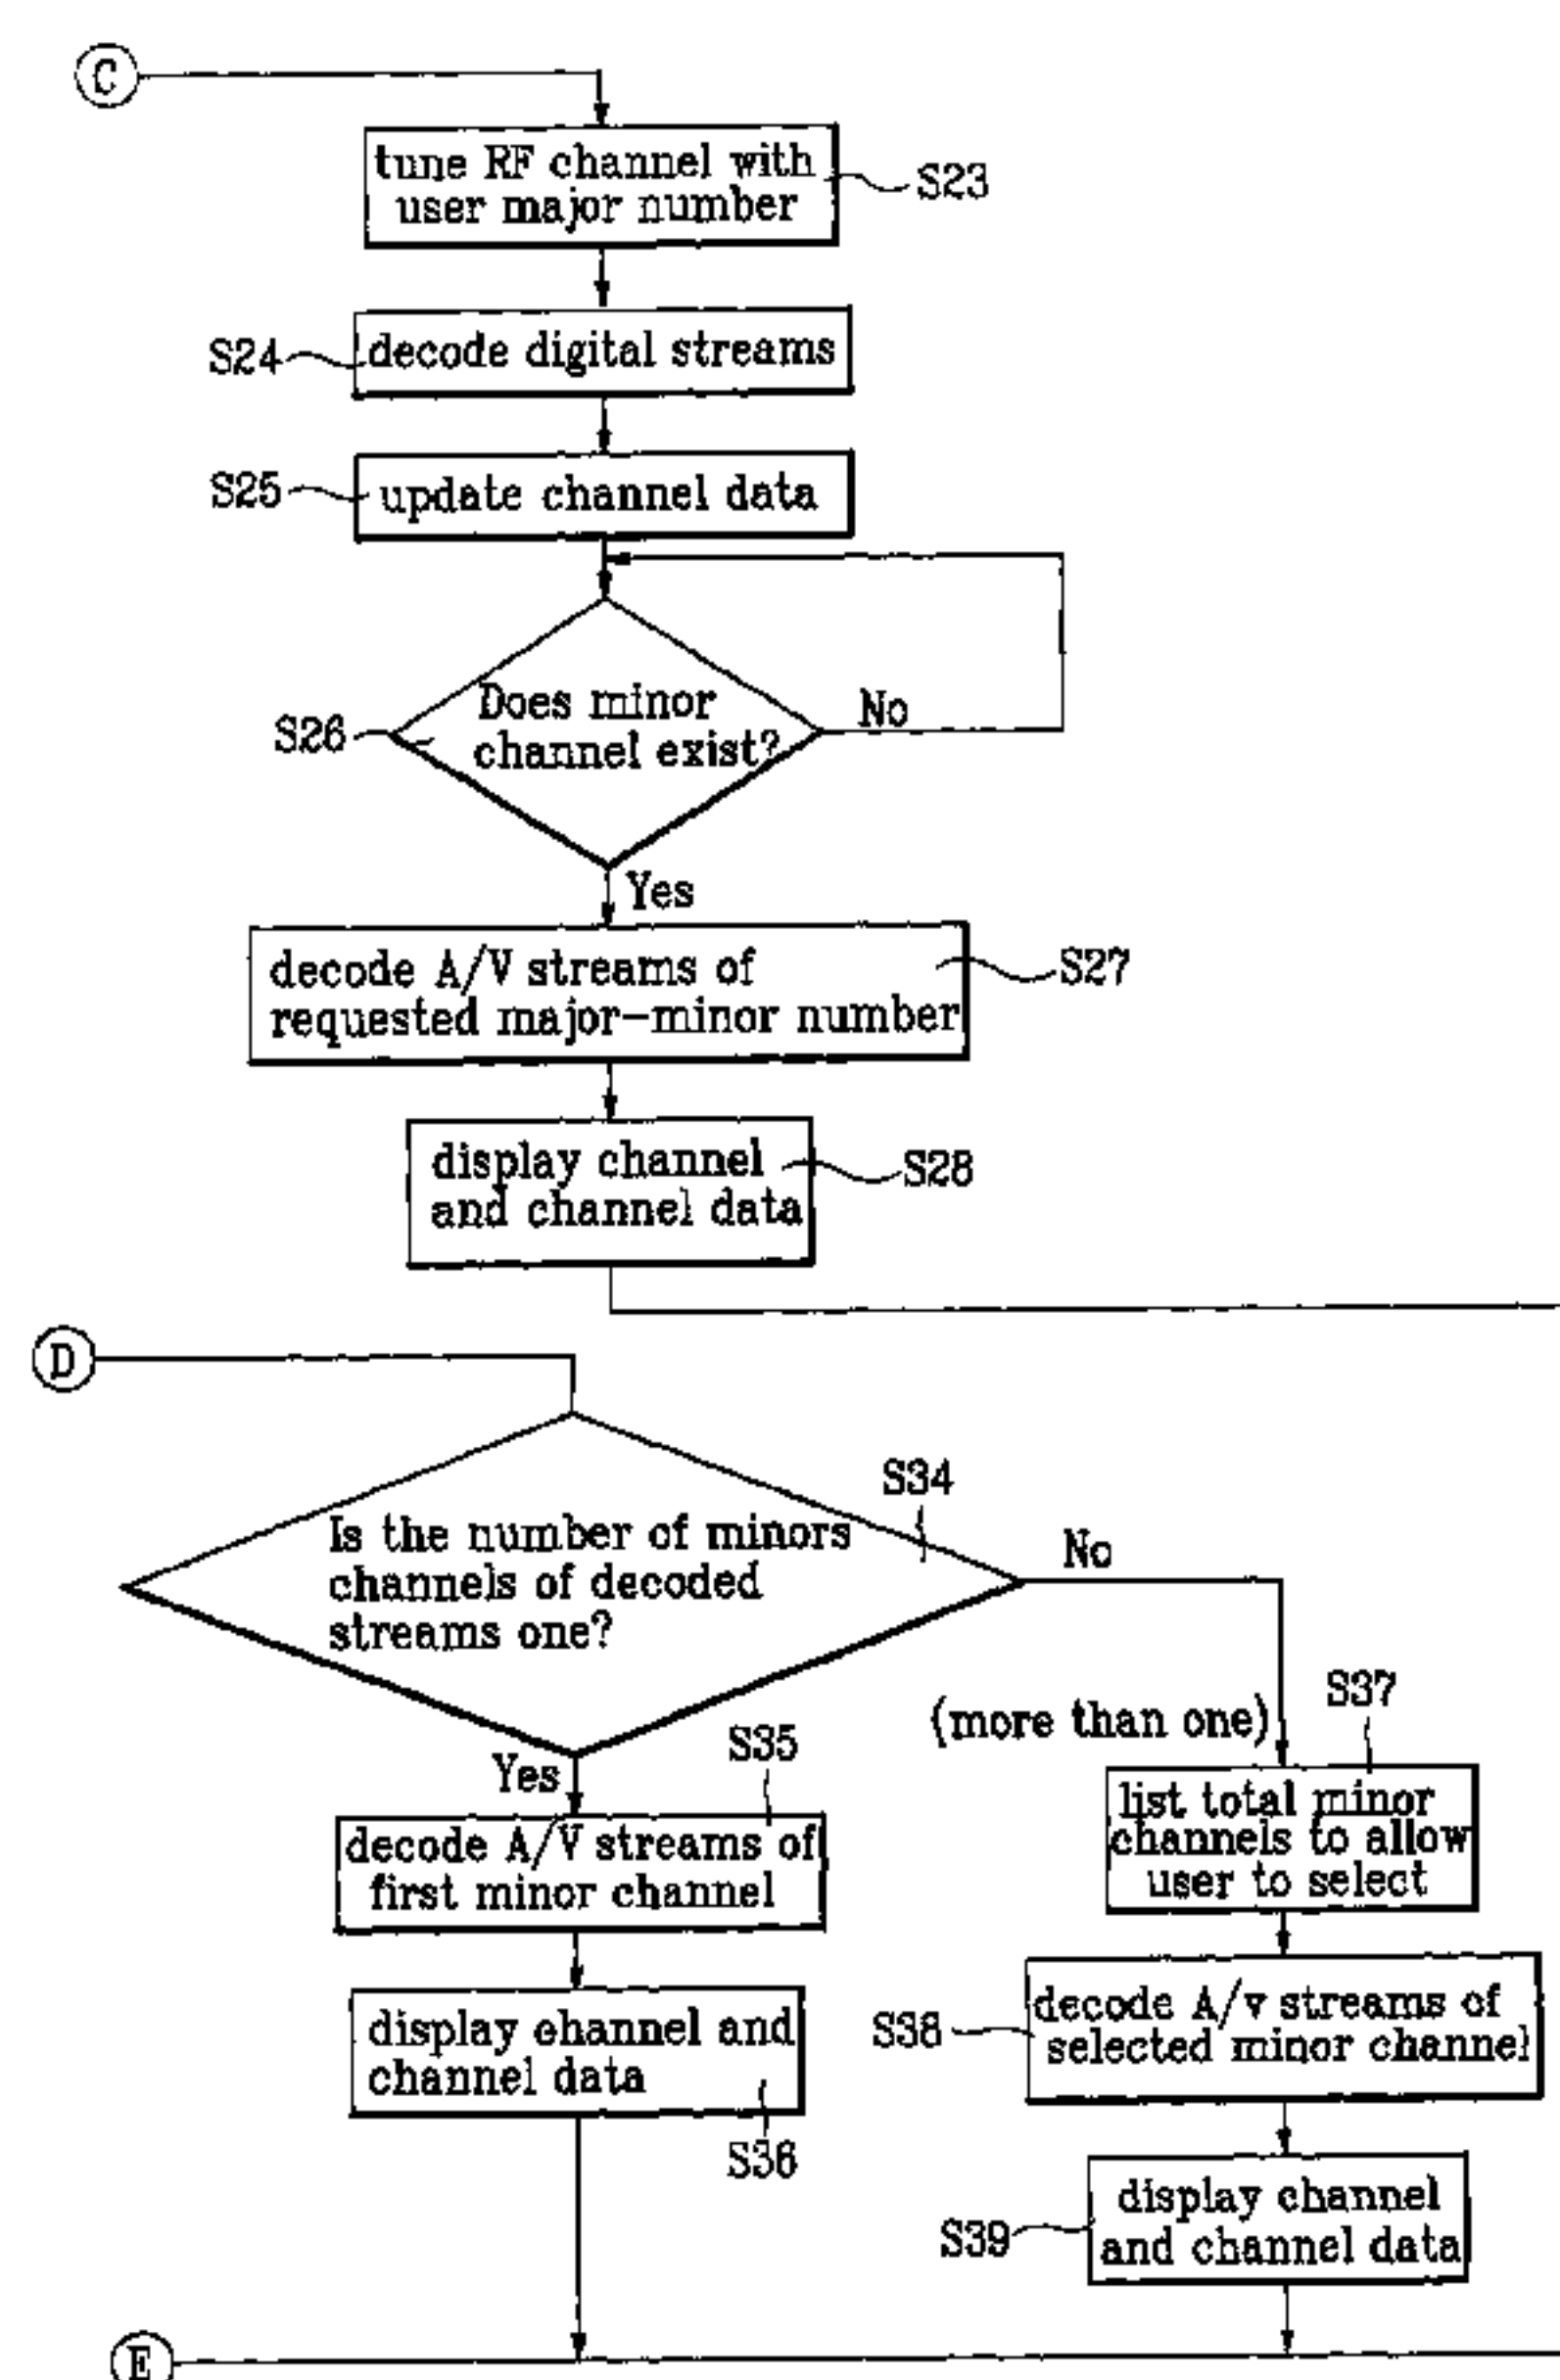 C
tune RF channel with
user major number
S23
S24
decode digital streams
S25
update channel data
S26
Does minor
channel exist?
No
Yes
decode A/V streams of
requested major-minor number
S27
display channel
and channel data
S28
D
S34
Is the number of minors
channels of decoded
streams one?
No
(more than one)
Yes
S35
decode A/V streams of
first minor channel
display channel and
channel data
S36
S37
list total minor
channels to allow
user to select
S38
decode A/v streams of
selected minor channel
S39
display channel
and channel data
E